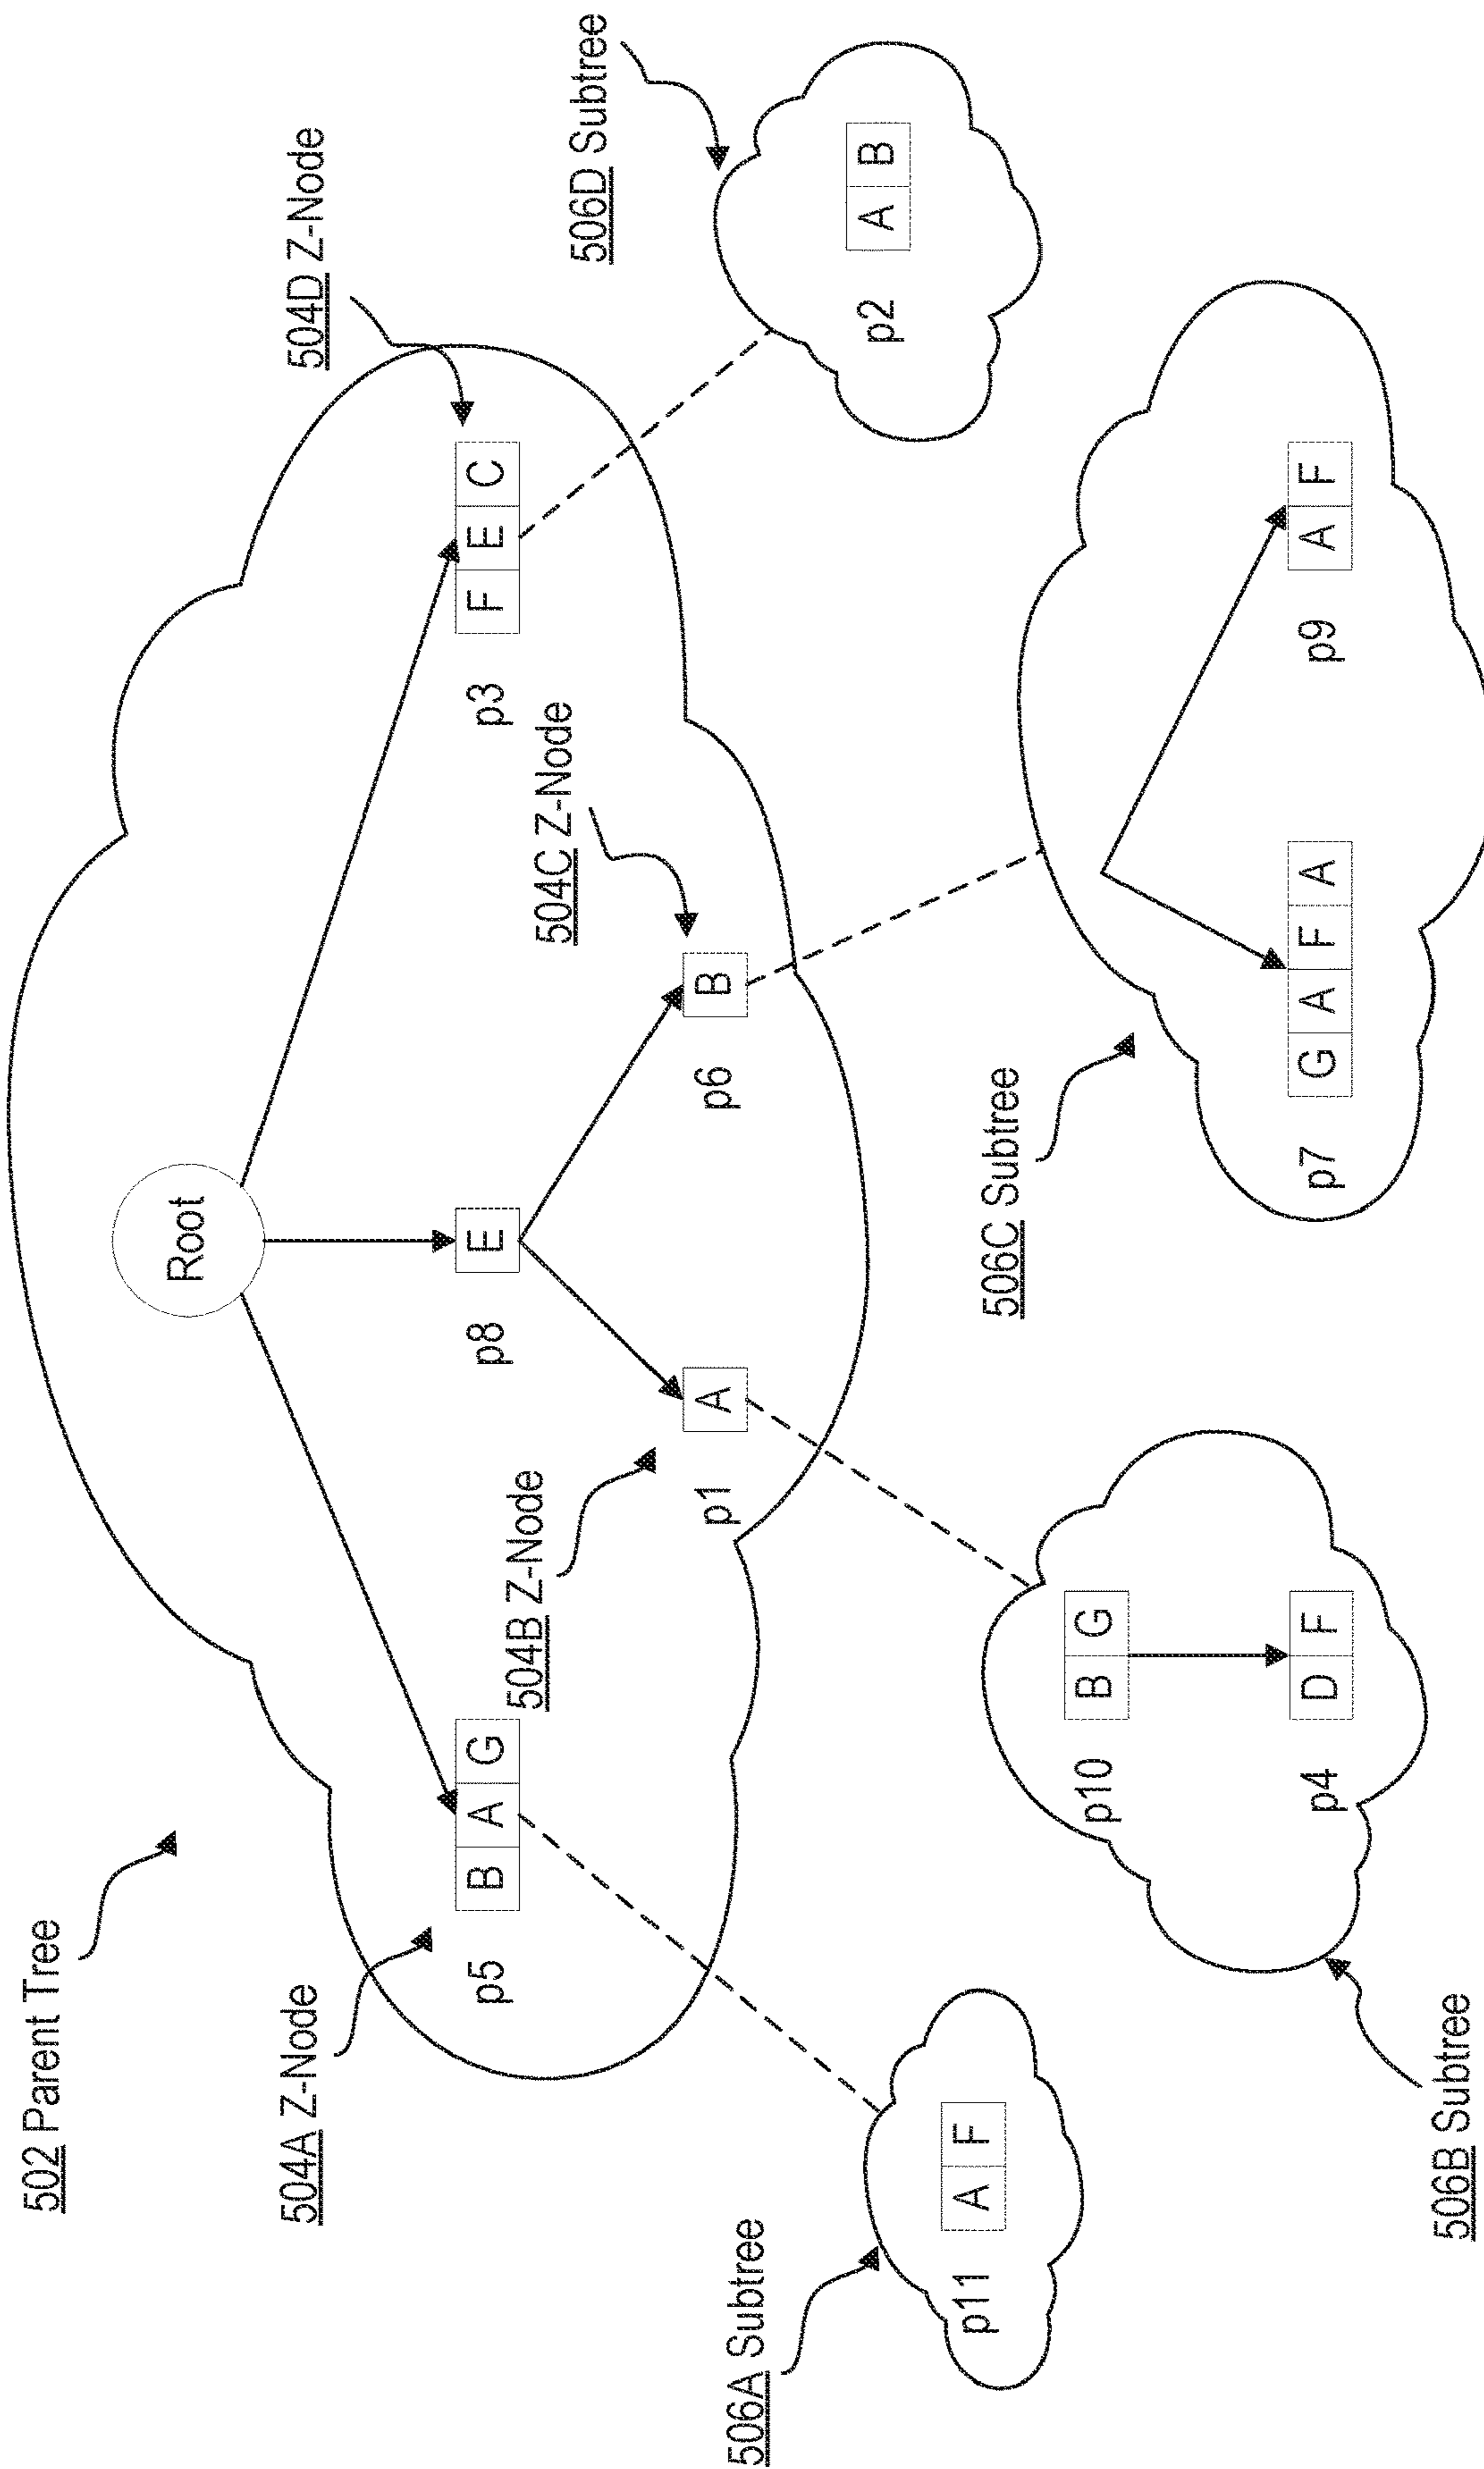 502 Parent Tree
Root
504A Z-Node
504D Z-Node
p5
B A G
p8
E
p3
F E C
504B Z-Node
504C Z-Node
506D Subtree
p1
A
p6
B
p2
A B
506A Subtree
p11
A F
p10
B G
p4
D F
506B Subtree
506C Subtree
p7
G A F A
p9
A F